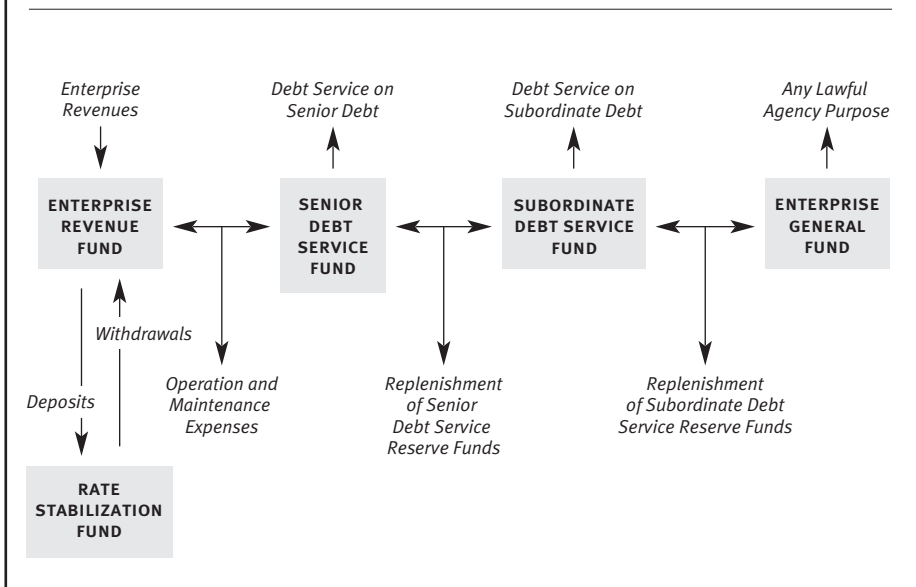 Enterprise
Revenues
Debt Service on
Senior Debt
Debt Service on
Subordinate Debt
Any Lawful
Agency Purpose
ENTERPRISE
REVENUE
FUND
SENIOR
DEBT
SERVICE
FUND
SUBORDINATE
DEBT SERVICE
FUND
ENTERPRISE
GENERAL
FUND
Withdrawals
Deposits
Operation and
Maintenance
Expenses
Replenishment
of Senior
Debt Service
Reserve Funds
Replenishment
of Subordinate Debt
Service Reserve Funds
RATE
STABILIZATION
FUND